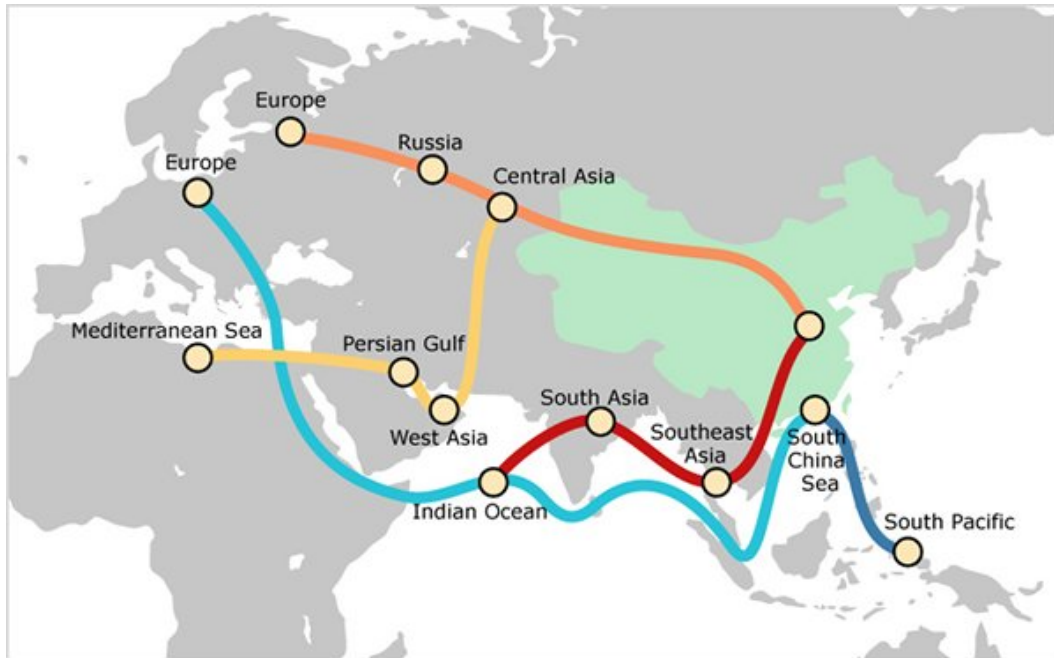 Europe
Russia
Europe
Central Asia
Mediterranean Sea
Persian Gulf
South Asia
West Asia
Southeast
Asia
South
China
Sea
Indian Ocean
South Pacific